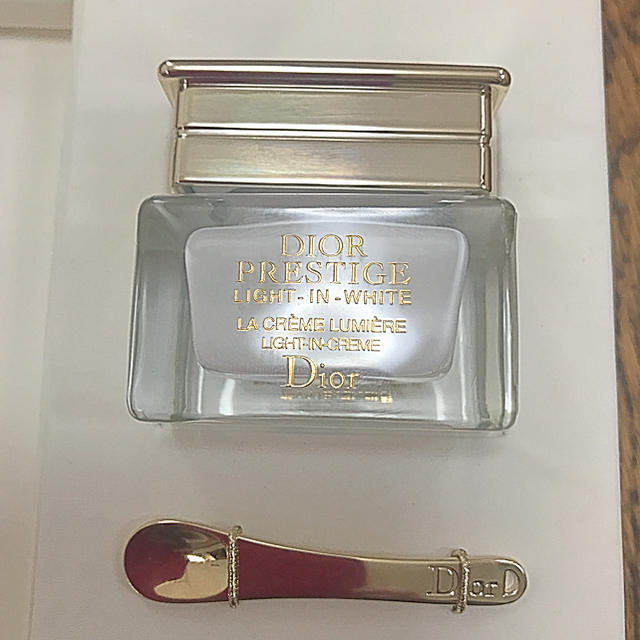 DIOR
PRESTIGE
LIGHT-IN-WHITE
LA CRÈME LUMIÈRE
LIGHT-IN-CREME
Dior
Dior